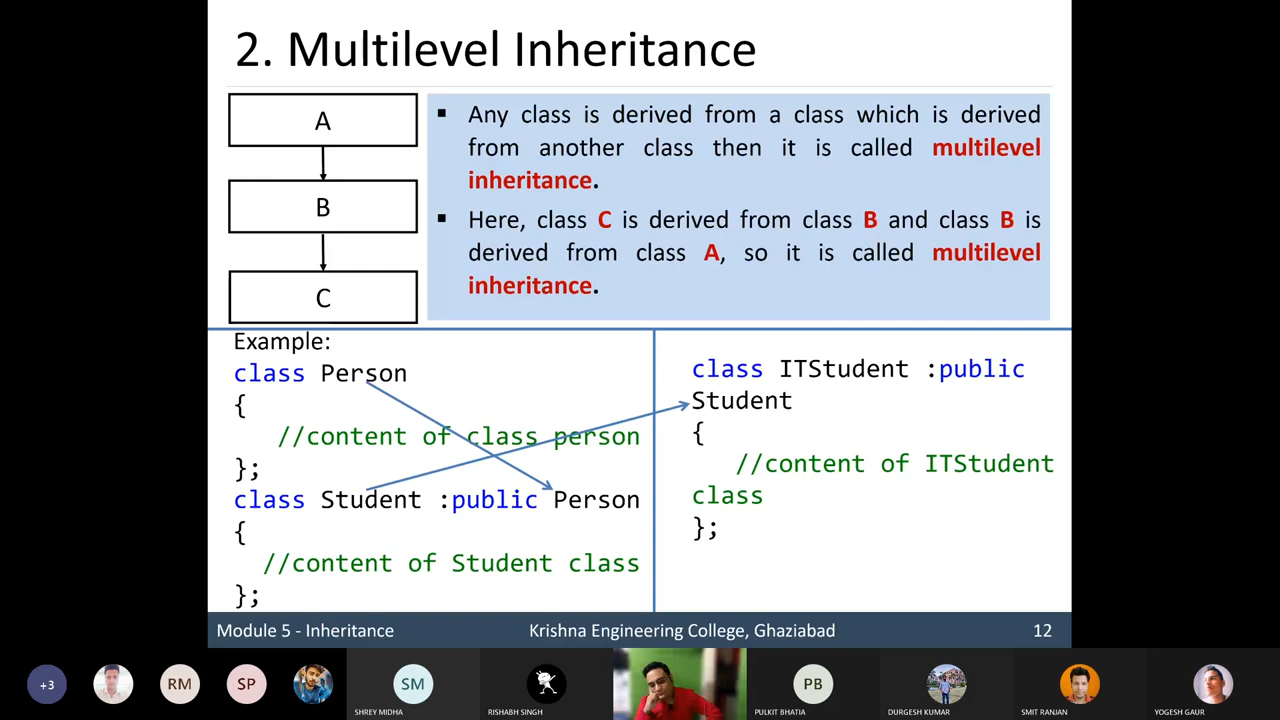 2. Multilevel Inheritance
A
B
C
▪ Any class is derived from a class which is derived
from another class then it is called multilevel
inheritance.
▪ Here, class C is derived from class B and class B is
derived from class A, so it is called multilevel
inheritance.
Example:
class Person
{
//content of class person
};
class Student :public Person
{
//content of Student class
};
class ITStudent :public
Student
{
//content of ITStudent
class
};
Module 5 - Inheritance
Krishna Engineering College, Ghaziabad
12
+3
RM
SP
SM
SHREY MIDHA
RISHABH SINGH
PB
PULKIT BHATIA
DURGESH KUMAR
SMIT RANJAN
YOGESH GAUR